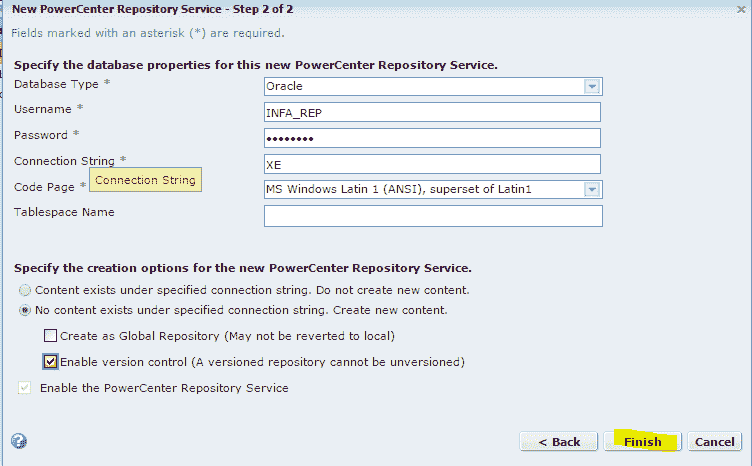 New PowerCenter Repository Service - Step 2 of 2
Fields marked with an asterisk (*) are required.
Specify the database properties for this new PowerCenter Repository Service.
Database Type * Oracle
Username * INFA_REP
Password * ••••••••
Connection String * XE
Connection String
Code Page * MS Windows Latin 1 (ANSI), superset of Latin1
Tablespace Name
Specify the creation options for the new PowerCenter Repository Service.
Content exists under specified connection string. Do not create new content.
No content exists under specified connection string. Create new content.
Create as Global Repository (May not be reverted to local)
Enable version control (A versioned repository cannot be unversioned)
Enable the PowerCenter Repository Service
< Back Finish Cancel